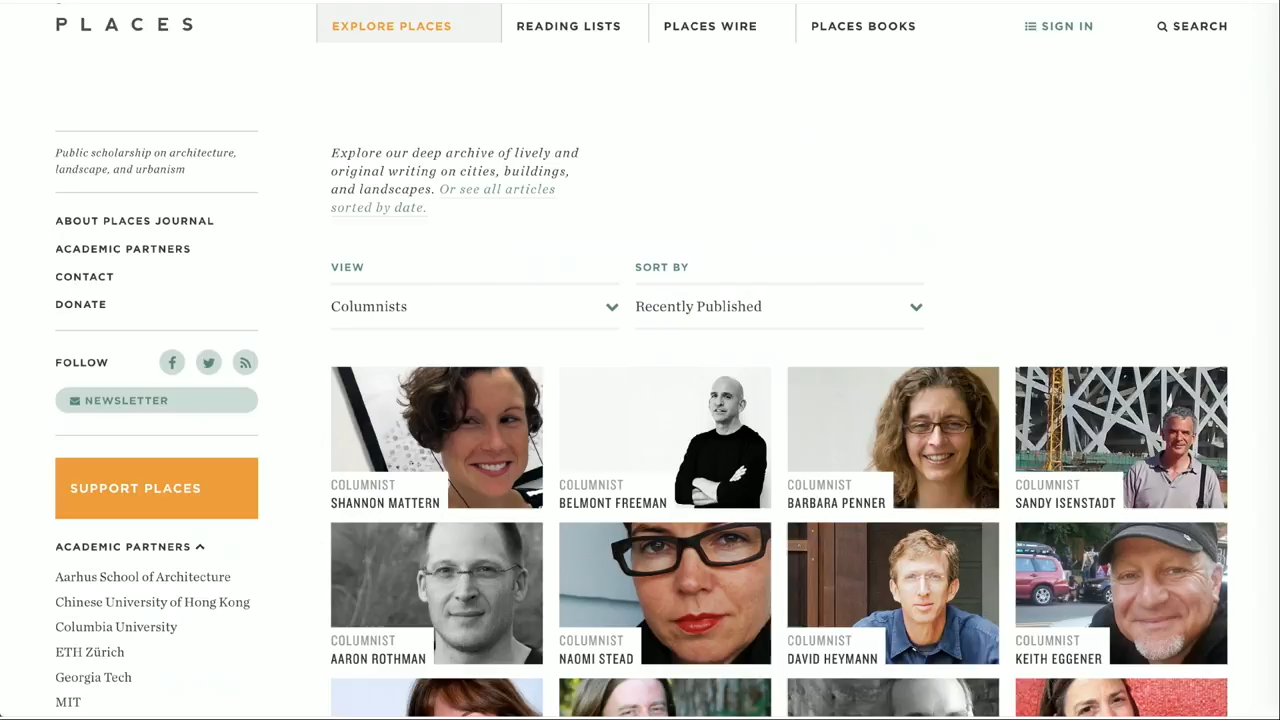 PLACES
EXPLORE PLACES
READING LISTS
PLACES WIRE
PLACES BOOKS
SIGN IN
SEARCH
Public scholarship on architecture,
landscape, and urbanism
ABOUT PLACES JOURNAL
ACADEMIC PARTNERS
CONTACT
DONATE
FOLLOW
NEWSLETTER
SUPPORT PLACES
ACADEMIC PARTNERS
Aarhus School of Architecture
Chinese University of Hong Kong
Columbia University
ETH Zürich
Georgia Tech
MIT
Explore our deep archive of lively and
original writing on cities, buildings,
and landscapes. Or see all articles
sorted by date.
VIEW
Columnists
SORT BY
Recently Published
COLUMNIST
SHANNON MATTERN
COLUMNIST
BELMONT FREEMAN
COLUMNIST
BARBARA PENNER
COLUMNIST
SANDY ISENSTADT
COLUMNIST
AARON ROTHMAN
COLUMNIST
NAOMI STEAD
COLUMNIST
DAVID HEYMANN
COLUMNIST
KEITH EGGENER